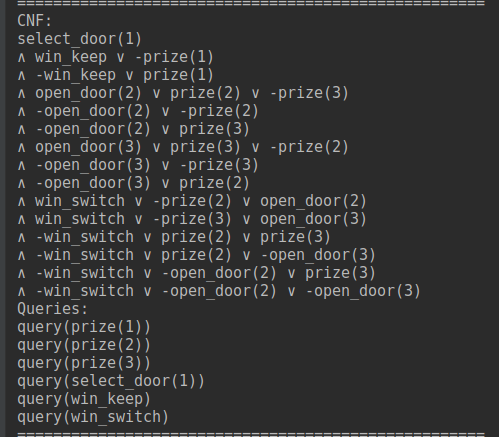 ==================================================
CNF:
select_door(1)
∧ win_keep ∨ -prize(1)
∧ -win_keep ∨ prize(1)
∧ open_door(2) ∨ prize(2) ∨ -prize(3)
∧ -open_door(2) ∨ -prize(2)
∧ -open_door(2) ∨ prize(3)
∧ open_door(3) ∨ prize(3) ∨ -prize(2)
∧ -open_door(3) ∨ -prize(3)
∧ -open_door(3) ∨ prize(2)
∧ win_switch ∨ -prize(2) ∨ open_door(2)
∧ win_switch ∨ -prize(3) ∨ open_door(3)
∧ -win_switch ∨ prize(2) ∨ prize(3)
∧ -win_switch ∨ prize(2) ∨ -open_door(3)
∧ -win_switch ∨ -open_door(2) ∨ prize(3)
∧ -win_switch ∨ -open_door(2) ∨ -open_door(3)
Queries:
query(prize(1))
query(prize(2))
query(prize(3))
query(select_door(1))
query(win_keep)
query(win_switch)
==================================================